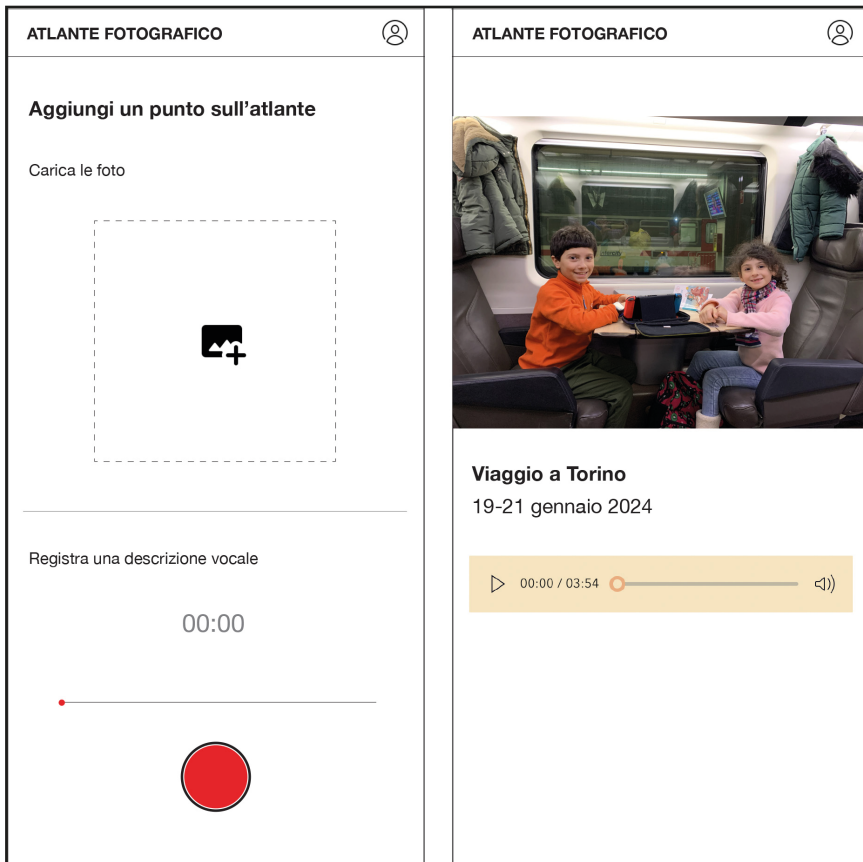 ATLANTE FOTOGRAFICO
Aggiungi un punto sull’atlante
Carica le foto
Registra una descrizione vocale
00:00
ATLANTE FOTOGRAFICO
Viaggio a Torino
19-21 gennaio 2024
00:00 / 03:54